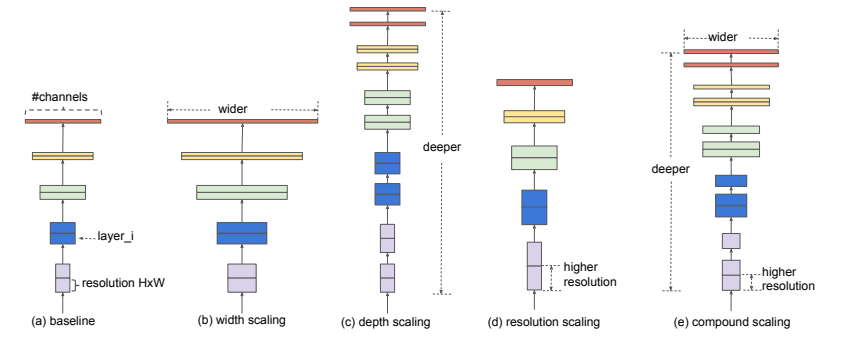 #channels
layer_i
resolution HxW
(a) baseline
wider
(b) width scaling
deeper
(c) depth scaling
higher
resolution
(d) resolution scaling
wider
deeper
higher
resolution
(e) compound scaling